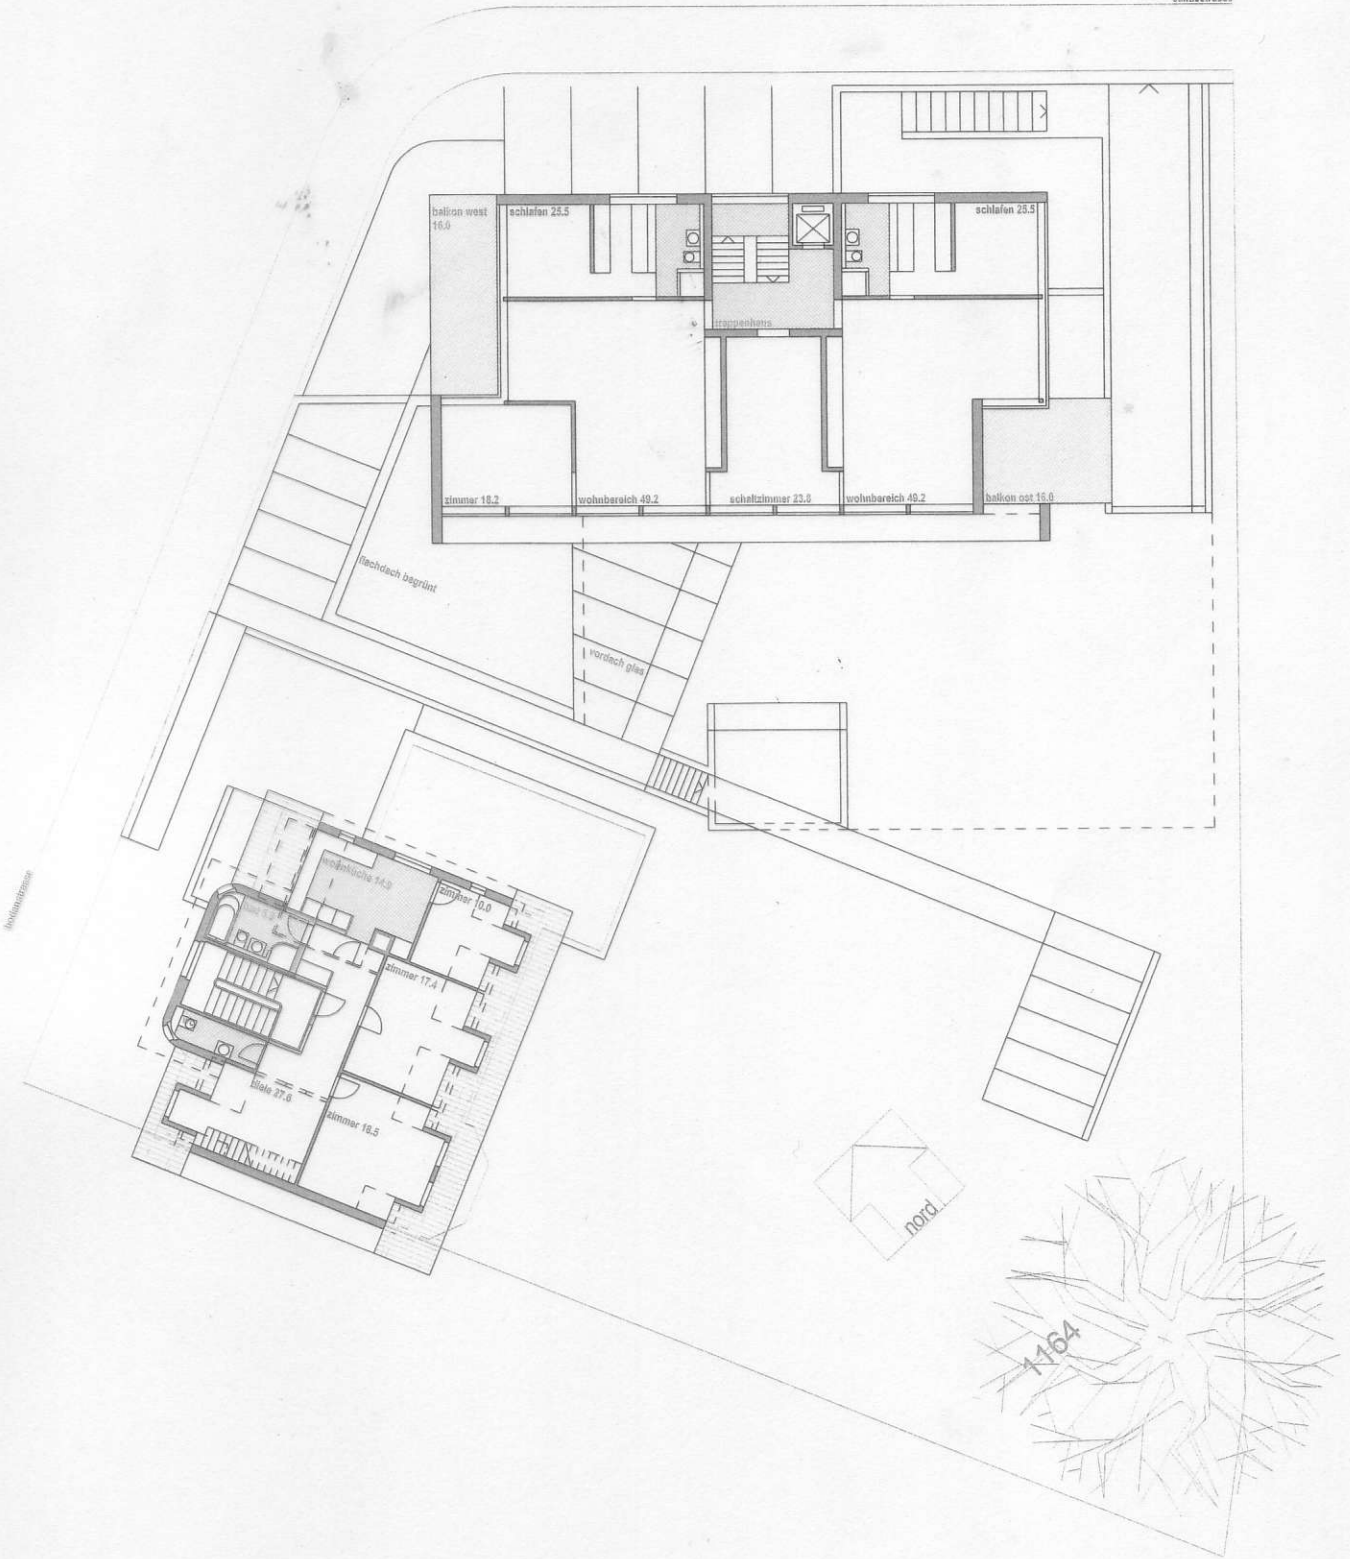 balkon west
16.0
schlafen 25.5
schlafen 25.5
treppenhaus
zimmer 18.2
wohnbereich 49.2
schaltzimmer 23.8
wohnbereich 49.2
balkon ost 16.0
flachdach begrünt
vordach glas
wohnküche 14.9
zimmer 10.0
zimmer 17.4
diele 27.6
zimmer 18.5
nord
1164